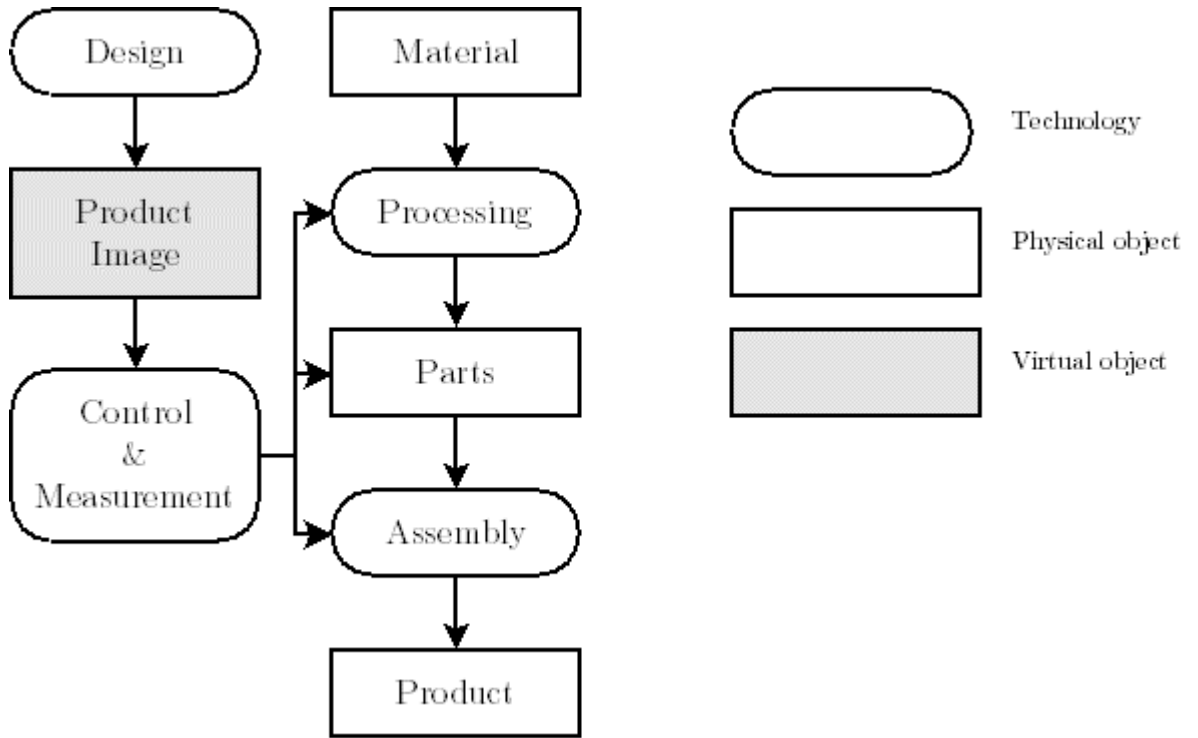 Design
Material
Product
Image
Processing
Control
&
Measurement
Parts
Assembly
Product
Technology
Physical object
Virtual object